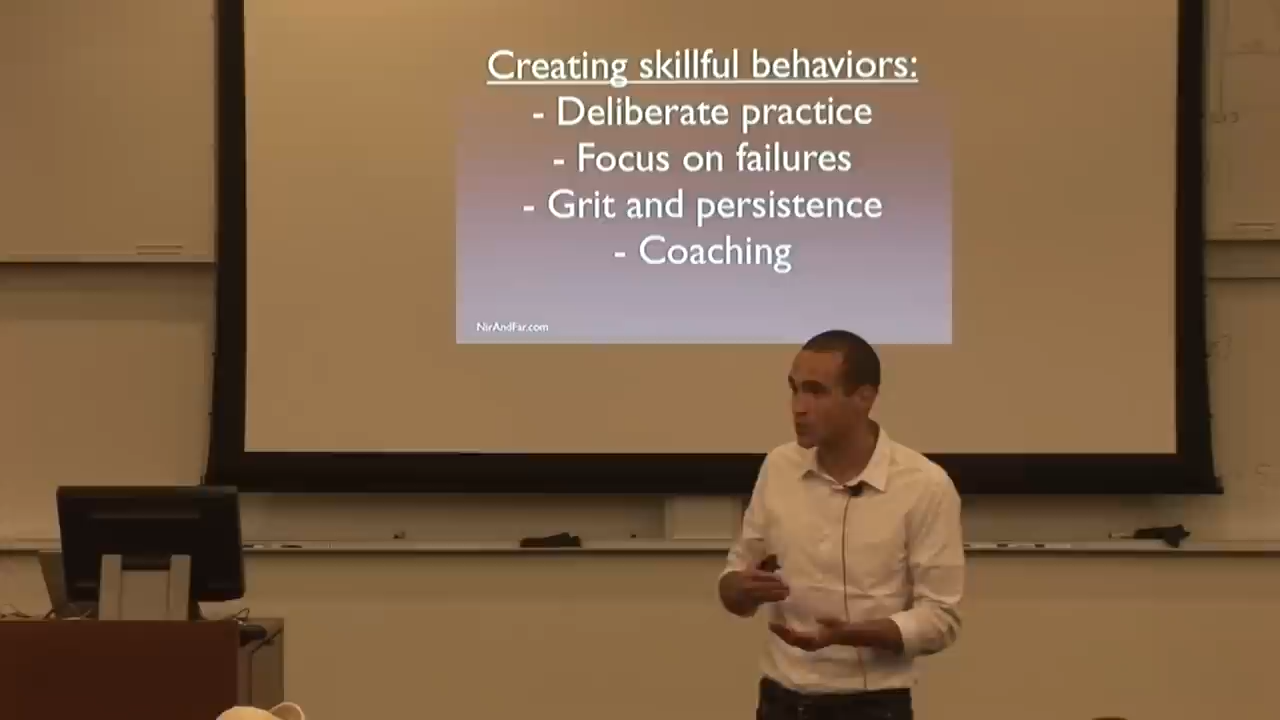 Creating skillful behaviors:
- Deliberate practice
- Focus on failures
- Grit and persistence
- Coaching
NirAndFar.com